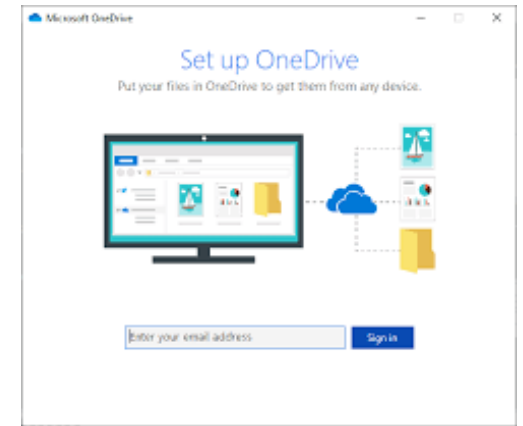 Microsoft OneDrive
Set up OneDrive
Put your files in OneDrive to get them from any device.
Enter your email address
Sign in